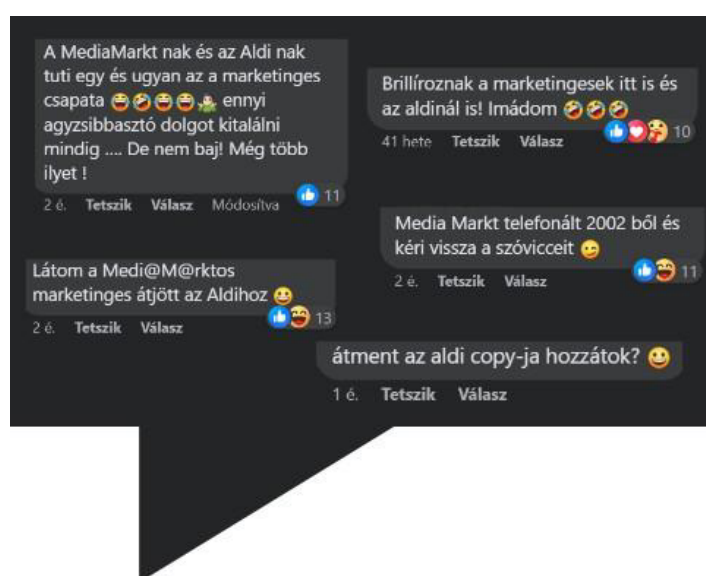 A MediaMarkt nak és az Aldi nak
tuti egy és ugyan az a marketinges
csapata 😂🤣😂😂🤷 ennyi
agyzsibbasztó dolgot kitalálni
mindig .... De nem baj! Még több
ilyet !
11
2 é. Tetszik Válasz Módosítva
Brillíroznak a marketingesek itt is és
az aldinál is! Imádom 🤣🤣🤣
10
41 hete Tetszik Válasz
Media Markt telefonált 2002 ből és
kéri vissza a szóvicceit 😉
11
2 é. Tetszik Válasz
Látom a Medi@M@rktos
marketinges átjött az Aldihoz 😀
13
2 é. Tetszik Válasz
átment az aldi copy-ja hozzátok? 😀
1 é. Tetszik Válasz